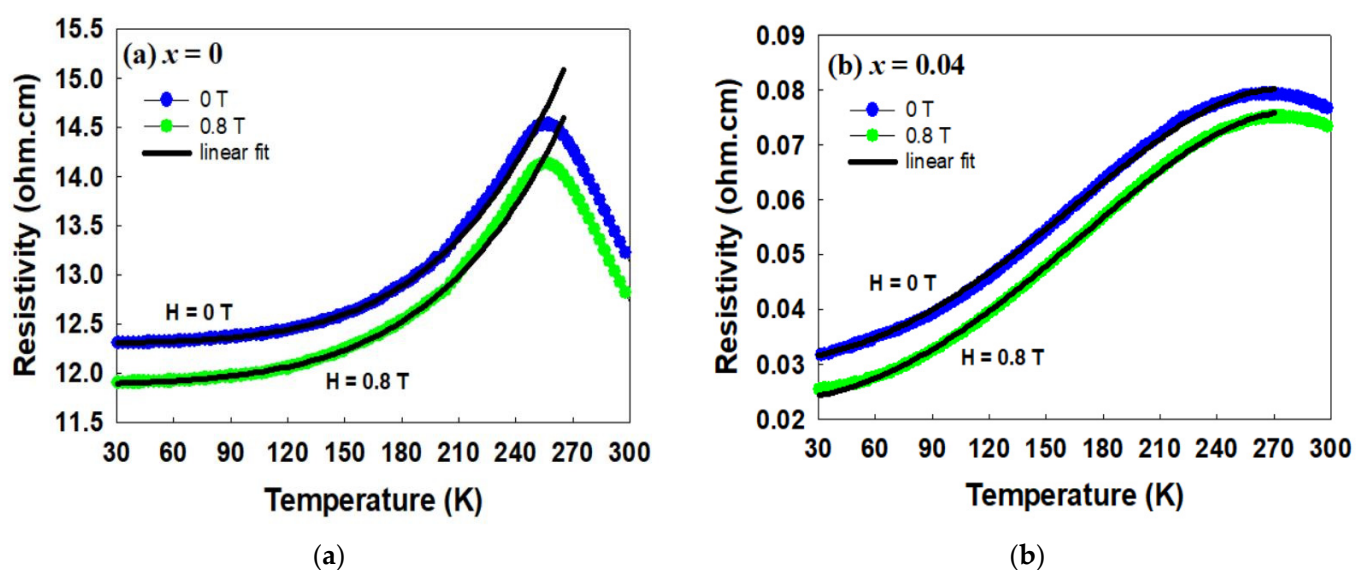 (a) x = 0
0 T
0.8 T
linear fit
H = 0 T
H = 0.8 T
Resistivity (ohm.cm)
15.5
15.0
14.5
14.0
13.5
13.0
12.5
12.0
11.5
30 60 90 120 150 180 210 240 270 300
Temperature (K)
(a)
(b) x = 0.04
0 T
0.8 T
linear fit
H = 0 T
H = 0.8 T
Resistivity (ohm.cm)
0.09
0.08
0.07
0.06
0.05
0.04
0.03
0.02
30 60 90 120 150 180 210 240 270 300
Temperature (K)
(b)